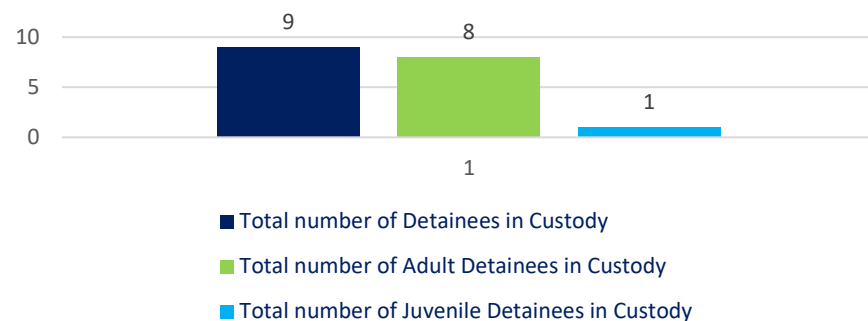 9
8
1
10
5
0
1
Total number of Detainees in Custody
Total number of Adult Detainees in Custody
Total number of Juvenile Detainees in Custody